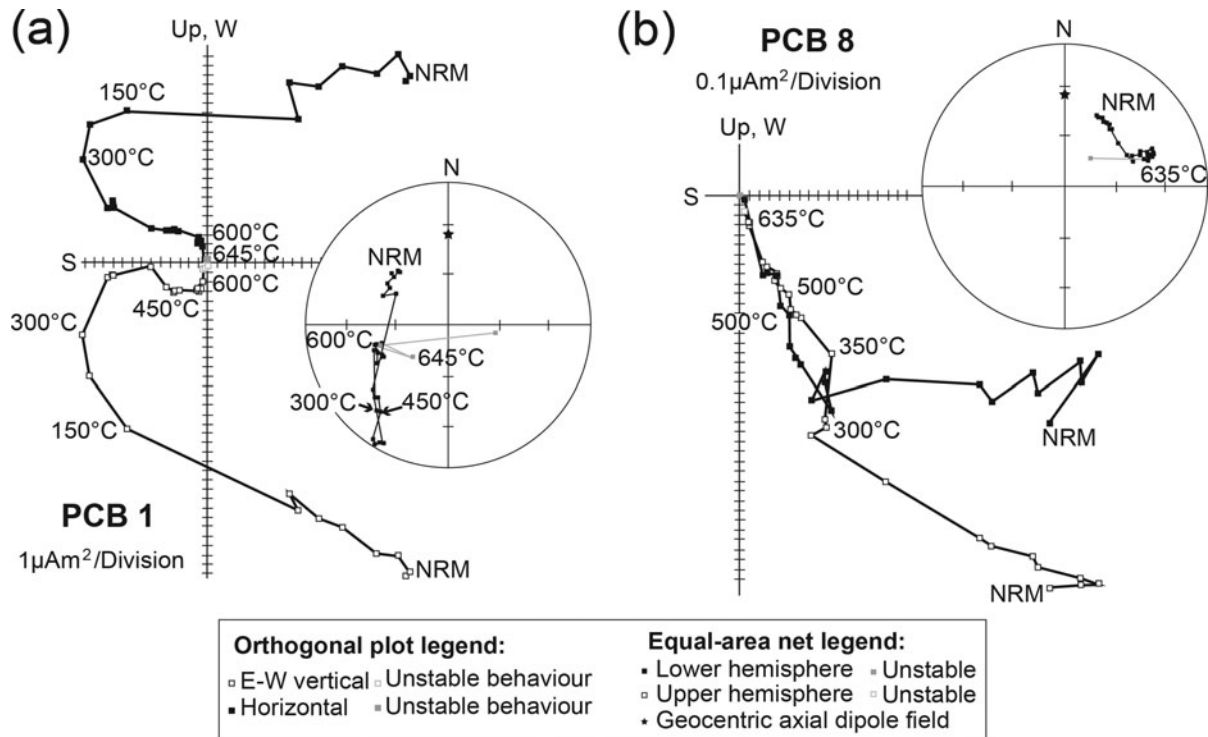 (a)
Up, W
NRM
150°C
300°C
600°C
645°C
S
600°C
450°C
300°C
150°C
PCB 1
1µAm²/Division
NRM
N
NRM
600°C
645°C
300°C
450°C
(b)
PCB 8
0.1µAm²/Division
Up, W
S
635°C
500°C
500°C
350°C
300°C
NRM
NRM
N
NRM
635°C
Orthogonal plot legend:
E-W vertical
Unstable behaviour
Horizontal
Unstable behaviour
Equal-area net legend:
Lower hemisphere
Unstable
Upper hemisphere
Unstable
Geocentric axial dipole field